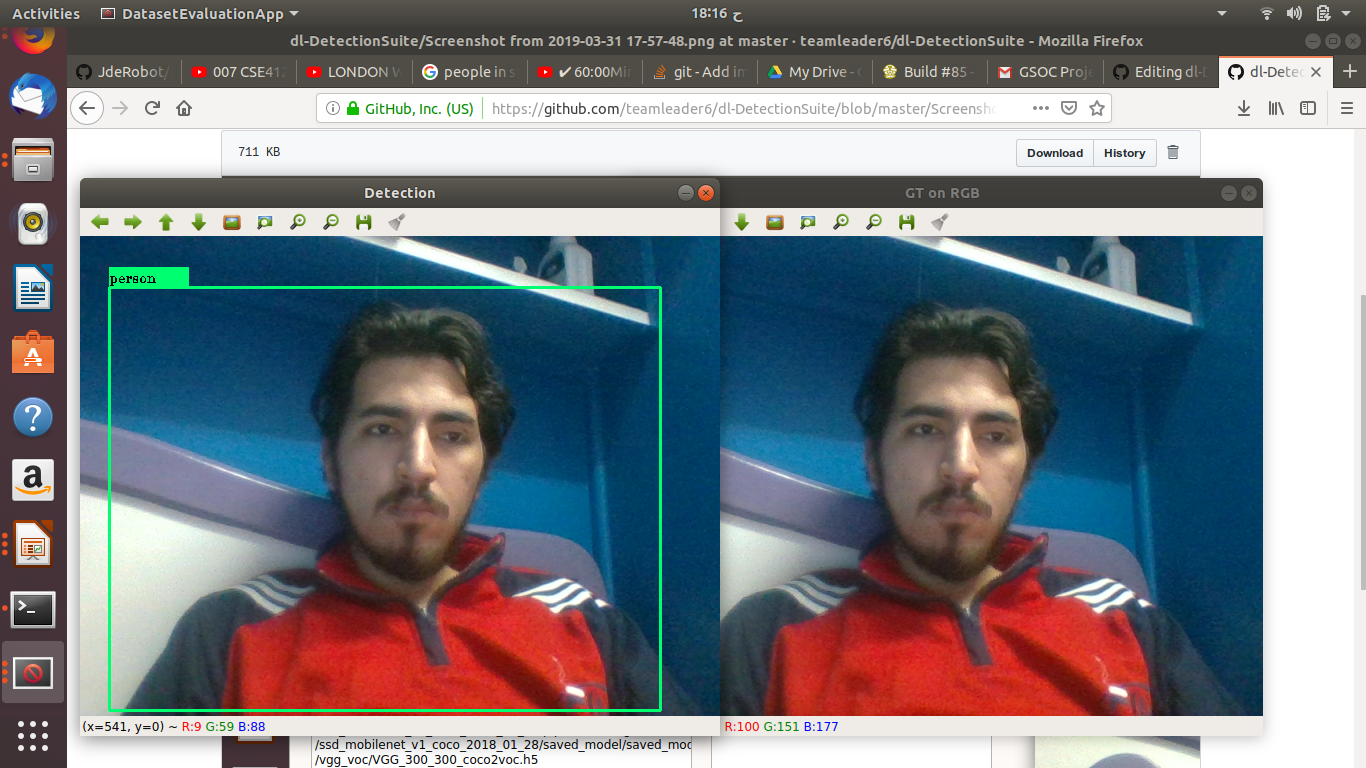 Activities
DatasetEvaluationApp
18:16 ح
dl-DetectionSuite/Screenshot from 2019-03-31 17-57-48.png at master · teamleader6/dl-DetectionSuite - Mozilla Firefox
JdeRobot/
007 CSE412
LONDON W
people in s
✔ 60:00Min
git - Add im
My Drive - G
Build #85 -
GSOC Proje
Editing dl-D
dl-Detec
GitHub, Inc. (US)
https://github.com/teamleader6/dl-DetectionSuite/blob/master/Screensho
711 KB
Download
History
Detection
GT on RGB
person
(x=541, y=0) ~ R:9 G:59 B:88
R:100 G:151 B:177
/ssd_mobilenet_v1_coco_2018_01_28/saved_model/saved_mod
/vgg_voc/VGG_300_300_coco2voc.h5